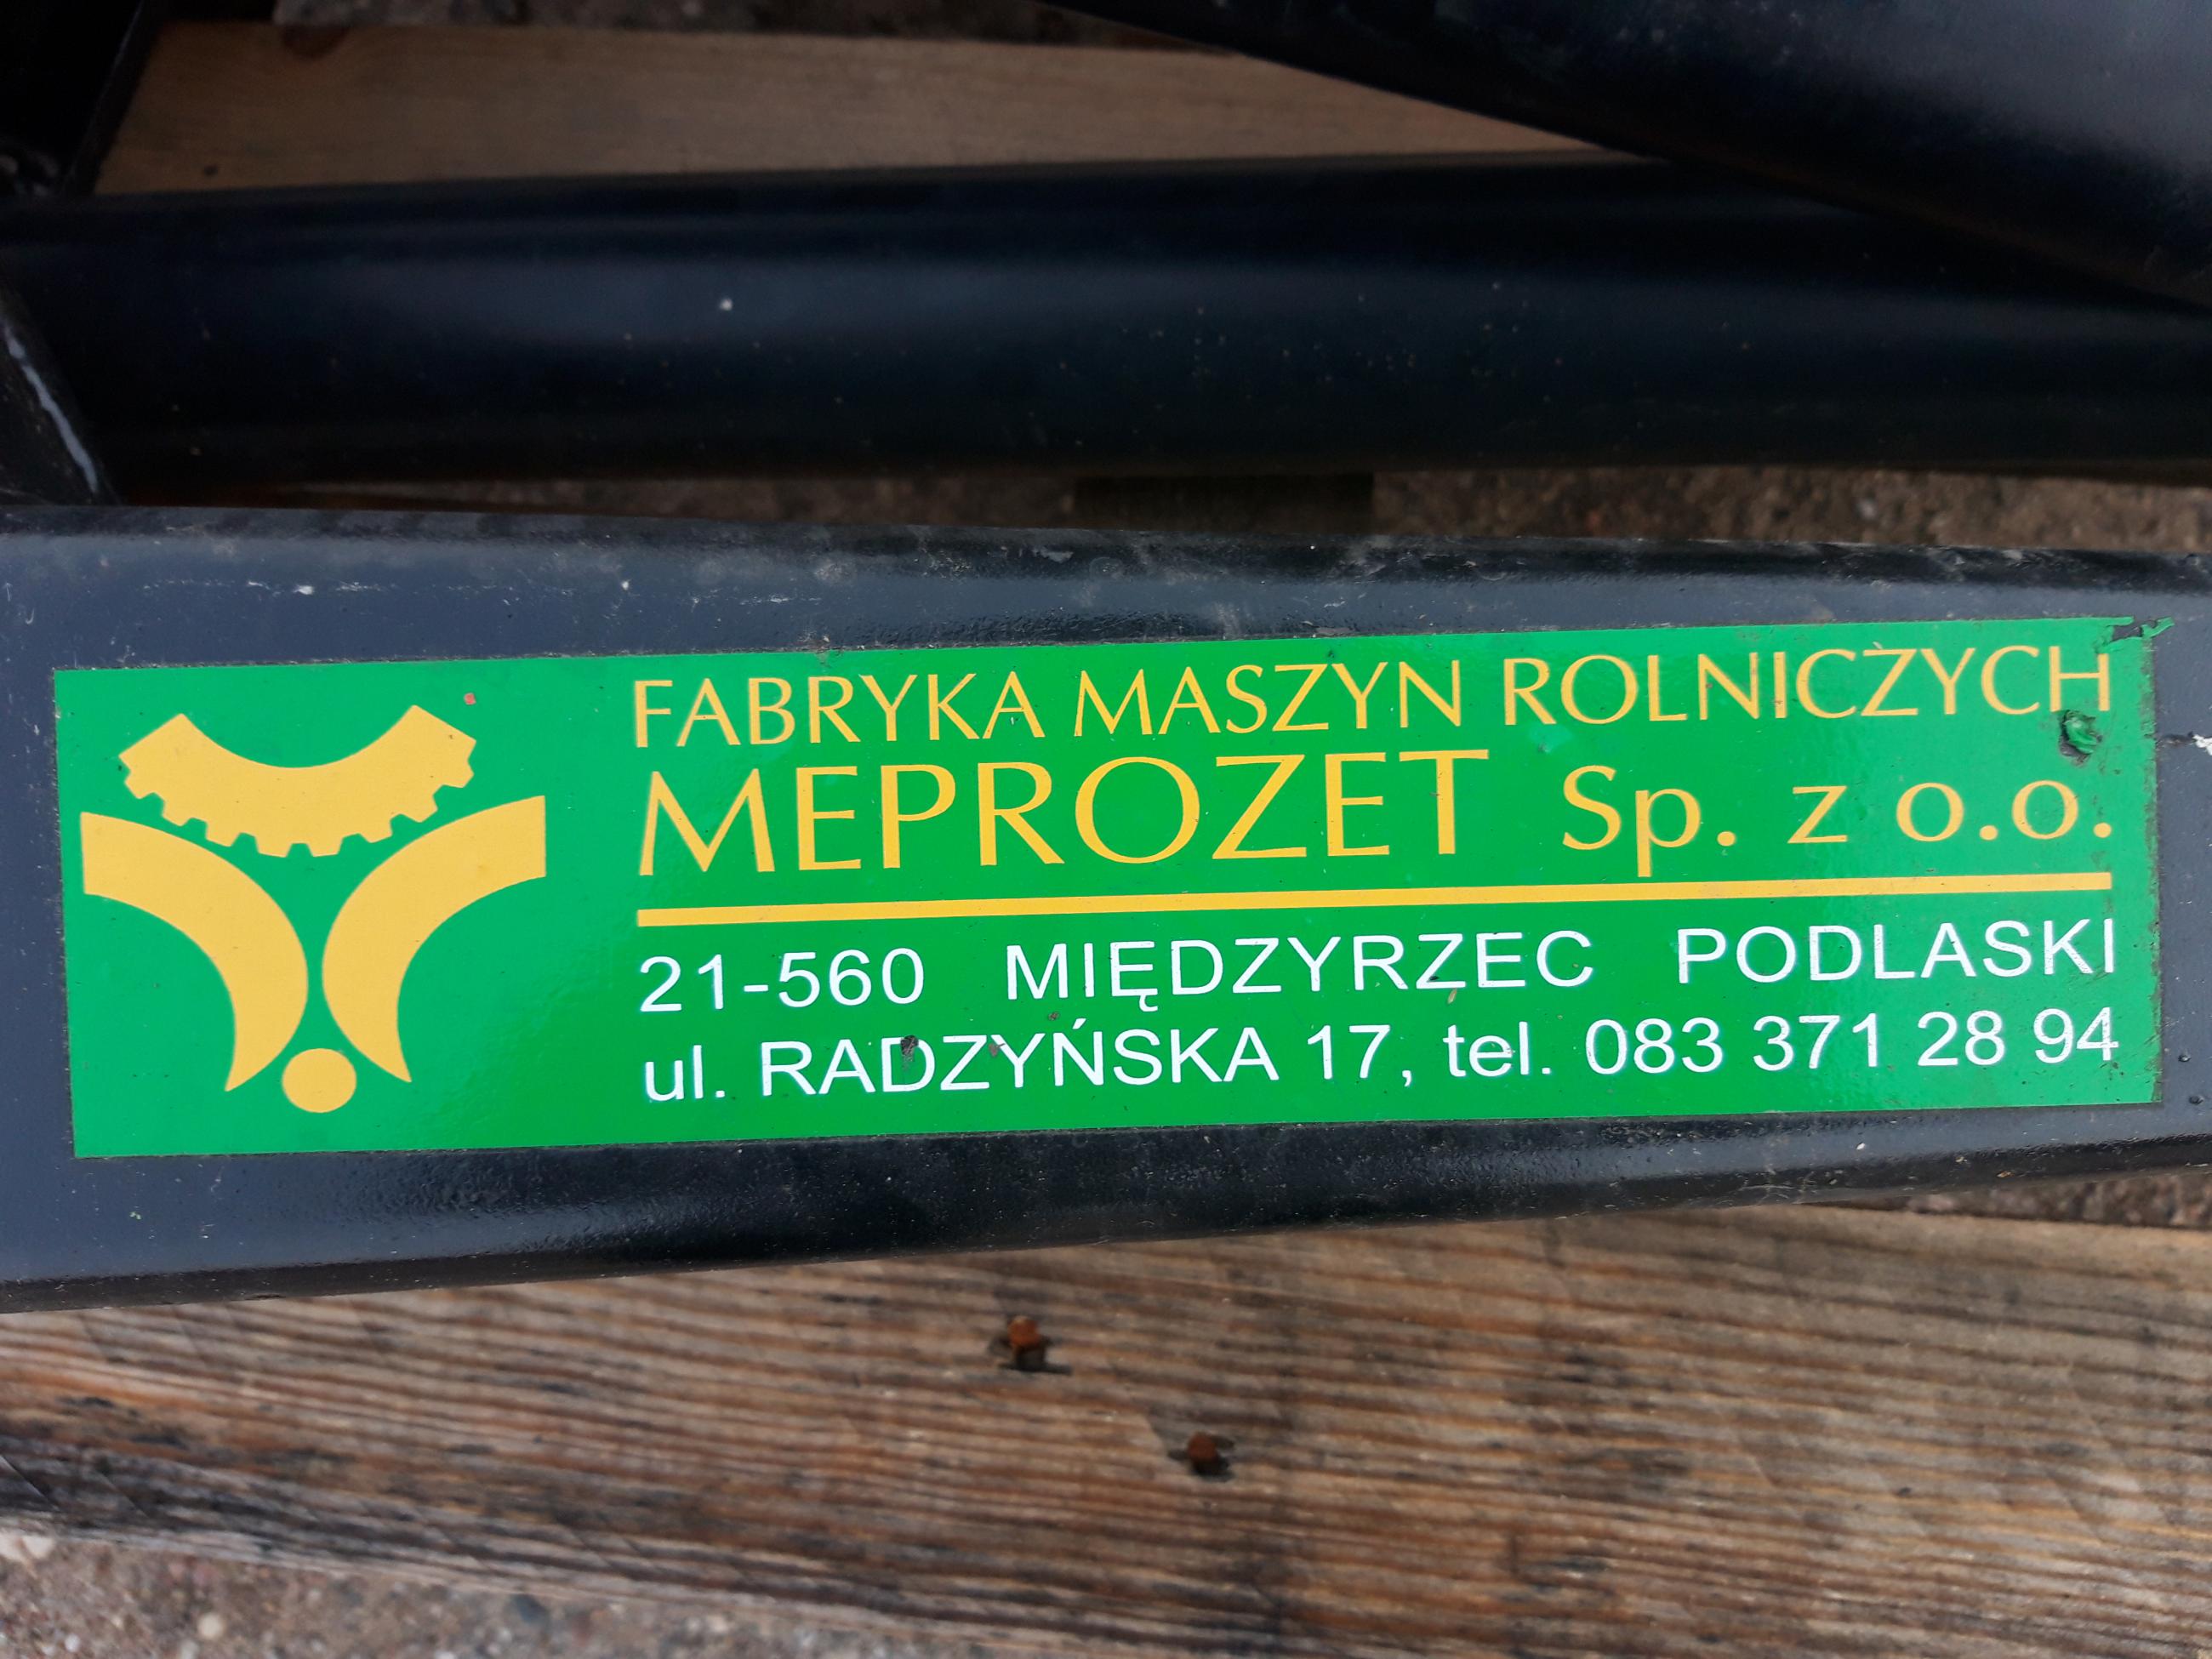 FABRYKA MASZYN ROLNICZYCH
MEPROZET Sp. z o.o.
21-560 MIĘDZYRZEC PODLASKI
ul. RADZYŃSKA 17, tel. 083 371 28 94